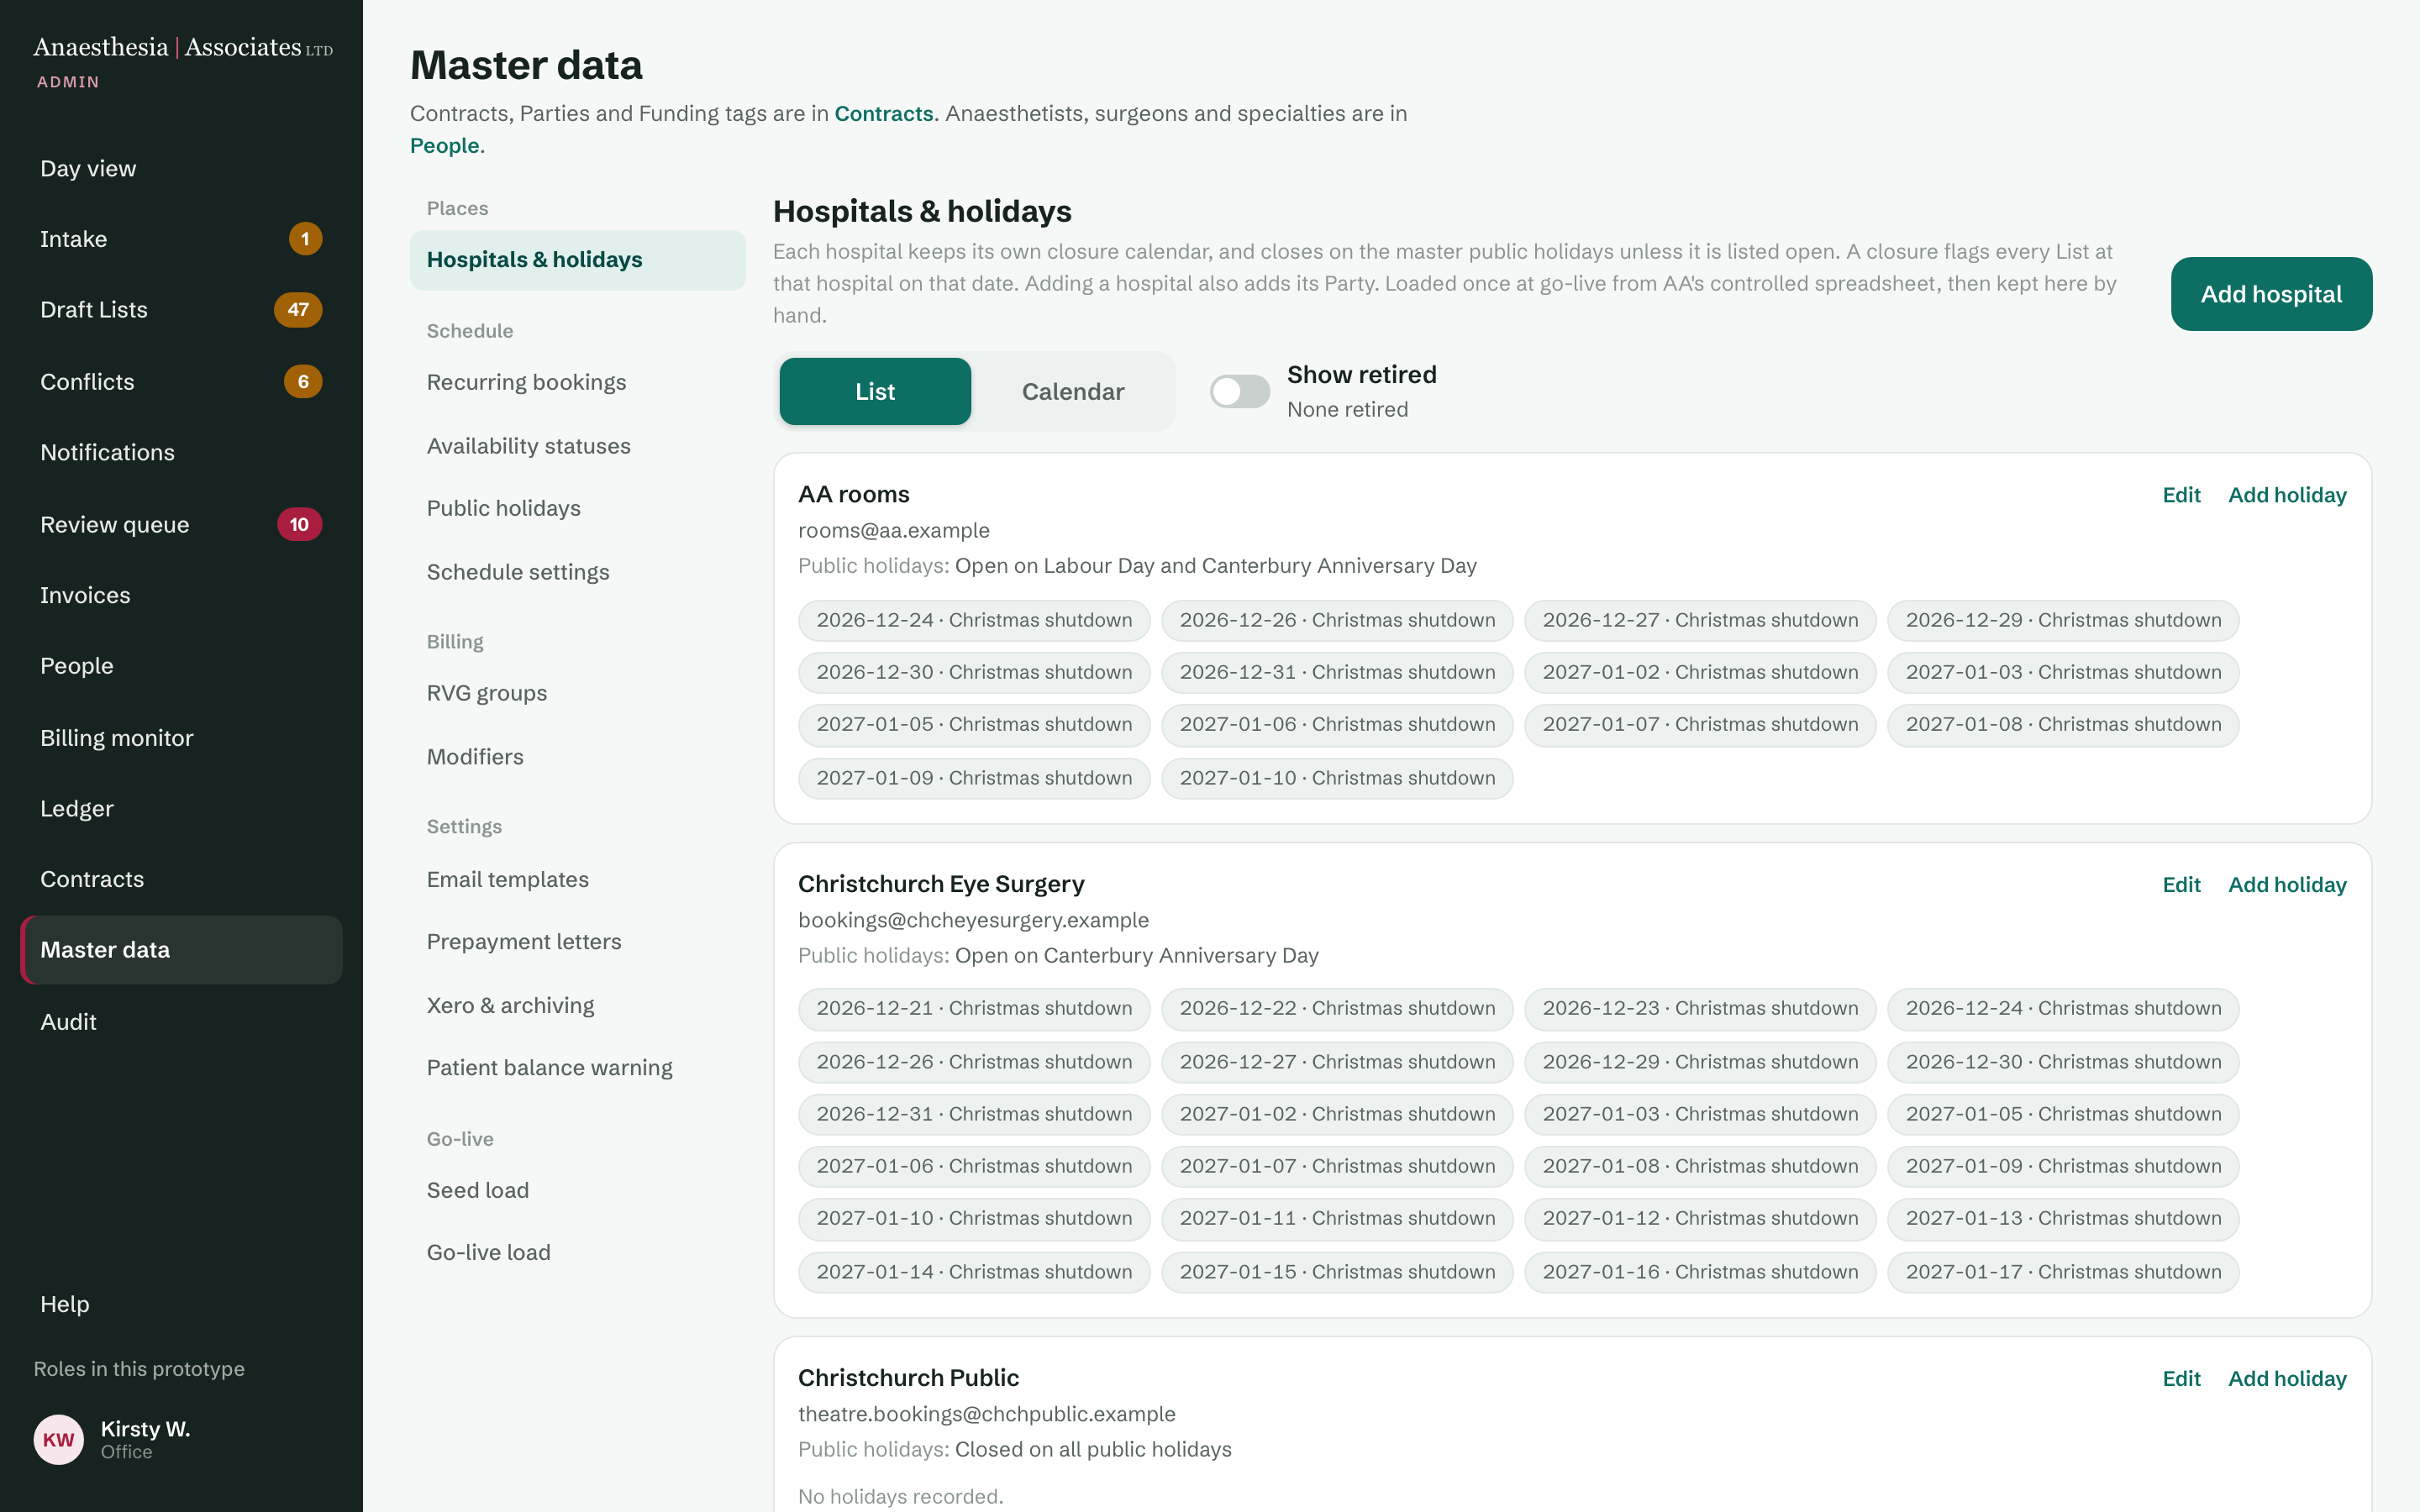 Anaesthesia | Associates LTD
ADMIN
Day view
Intake 1
Draft Lists 47
Conflicts 6
Notifications
Review queue 10
Invoices
People
Billing monitor
Ledger
Contracts
Master data
Audit
Help
Roles in this prototype
KW Kirsty W.
Office
Master data
Contracts, Parties and Funding tags are in Contracts. Anaesthetists, surgeons and specialties are in
People.
Places
Hospitals & holidays
Schedule
Recurring bookings
Availability statuses
Public holidays
Schedule settings
Billing
RVG groups
Modifiers
Settings
Email templates
Prepayment letters
Xero & archiving
Patient balance warning
Go-live
Seed load
Go-live load
Hospitals & holidays
Each hospital keeps its own closure calendar, and closes on the master public holidays unless it is listed open. A closure flags every List at
that hospital on that date. Adding a hospital also adds its Party. Loaded once at go-live from AA's controlled spreadsheet, then kept here by
hand.
Add hospital
List Calendar
Show retired
None retired
AA rooms Edit Add holiday
rooms@aa.example
Public holidays: Open on Labour Day and Canterbury Anniversary Day
2026-12-24 · Christmas shutdown 2026-12-26 · Christmas shutdown 2026-12-27 · Christmas shutdown 2026-12-29 · Christmas shutdown
2026-12-30 · Christmas shutdown 2026-12-31 · Christmas shutdown 2027-01-02 · Christmas shutdown 2027-01-03 · Christmas shutdown
2027-01-05 · Christmas shutdown 2027-01-06 · Christmas shutdown 2027-01-07 · Christmas shutdown 2027-01-08 · Christmas shutdown
2027-01-09 · Christmas shutdown 2027-01-10 · Christmas shutdown
Christchurch Eye Surgery Edit Add holiday
bookings@chcheyesurgery.example
Public holidays: Open on Canterbury Anniversary Day
2026-12-21 · Christmas shutdown 2026-12-22 · Christmas shutdown 2026-12-23 · Christmas shutdown 2026-12-24 · Christmas shutdown
2026-12-26 · Christmas shutdown 2026-12-27 · Christmas shutdown 2026-12-29 · Christmas shutdown 2026-12-30 · Christmas shutdown
2026-12-31 · Christmas shutdown 2027-01-02 · Christmas shutdown 2027-01-03 · Christmas shutdown 2027-01-05 · Christmas shutdown
2027-01-06 · Christmas shutdown 2027-01-07 · Christmas shutdown 2027-01-08 · Christmas shutdown 2027-01-09 · Christmas shutdown
2027-01-10 · Christmas shutdown 2027-01-11 · Christmas shutdown 2027-01-12 · Christmas shutdown 2027-01-13 · Christmas shutdown
2027-01-14 · Christmas shutdown 2027-01-15 · Christmas shutdown 2027-01-16 · Christmas shutdown 2027-01-17 · Christmas shutdown
Christchurch Public Edit Add holiday
theatre.bookings@chchpublic.example
Public holidays: Closed on all public holidays
No holidays recorded.